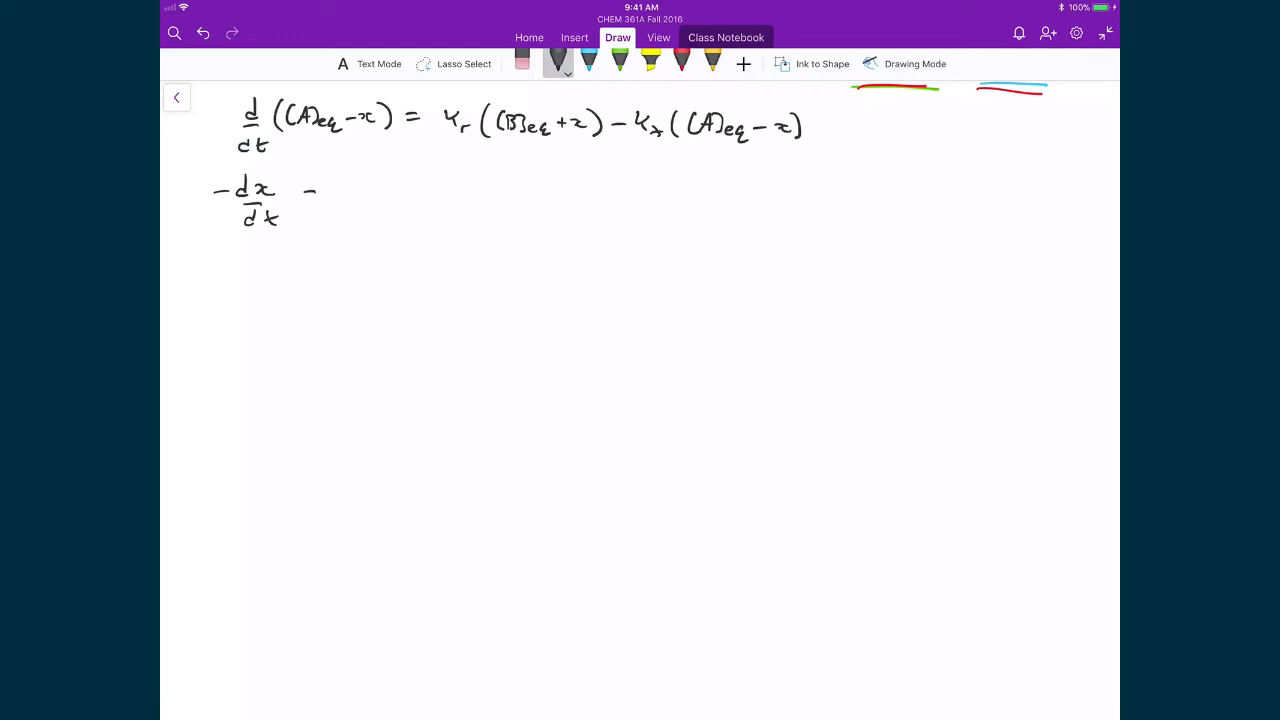 9:41 AM
100%
CHEM 361A Fall 2016
Home Insert Draw View Class Notebook
A Text Mode Lasso Select Ink to Shape Drawing Mode
d/dt ([A]eq − x) = kr ([B]eq + x) − kf ([A]eq − x)
− dx/dt −